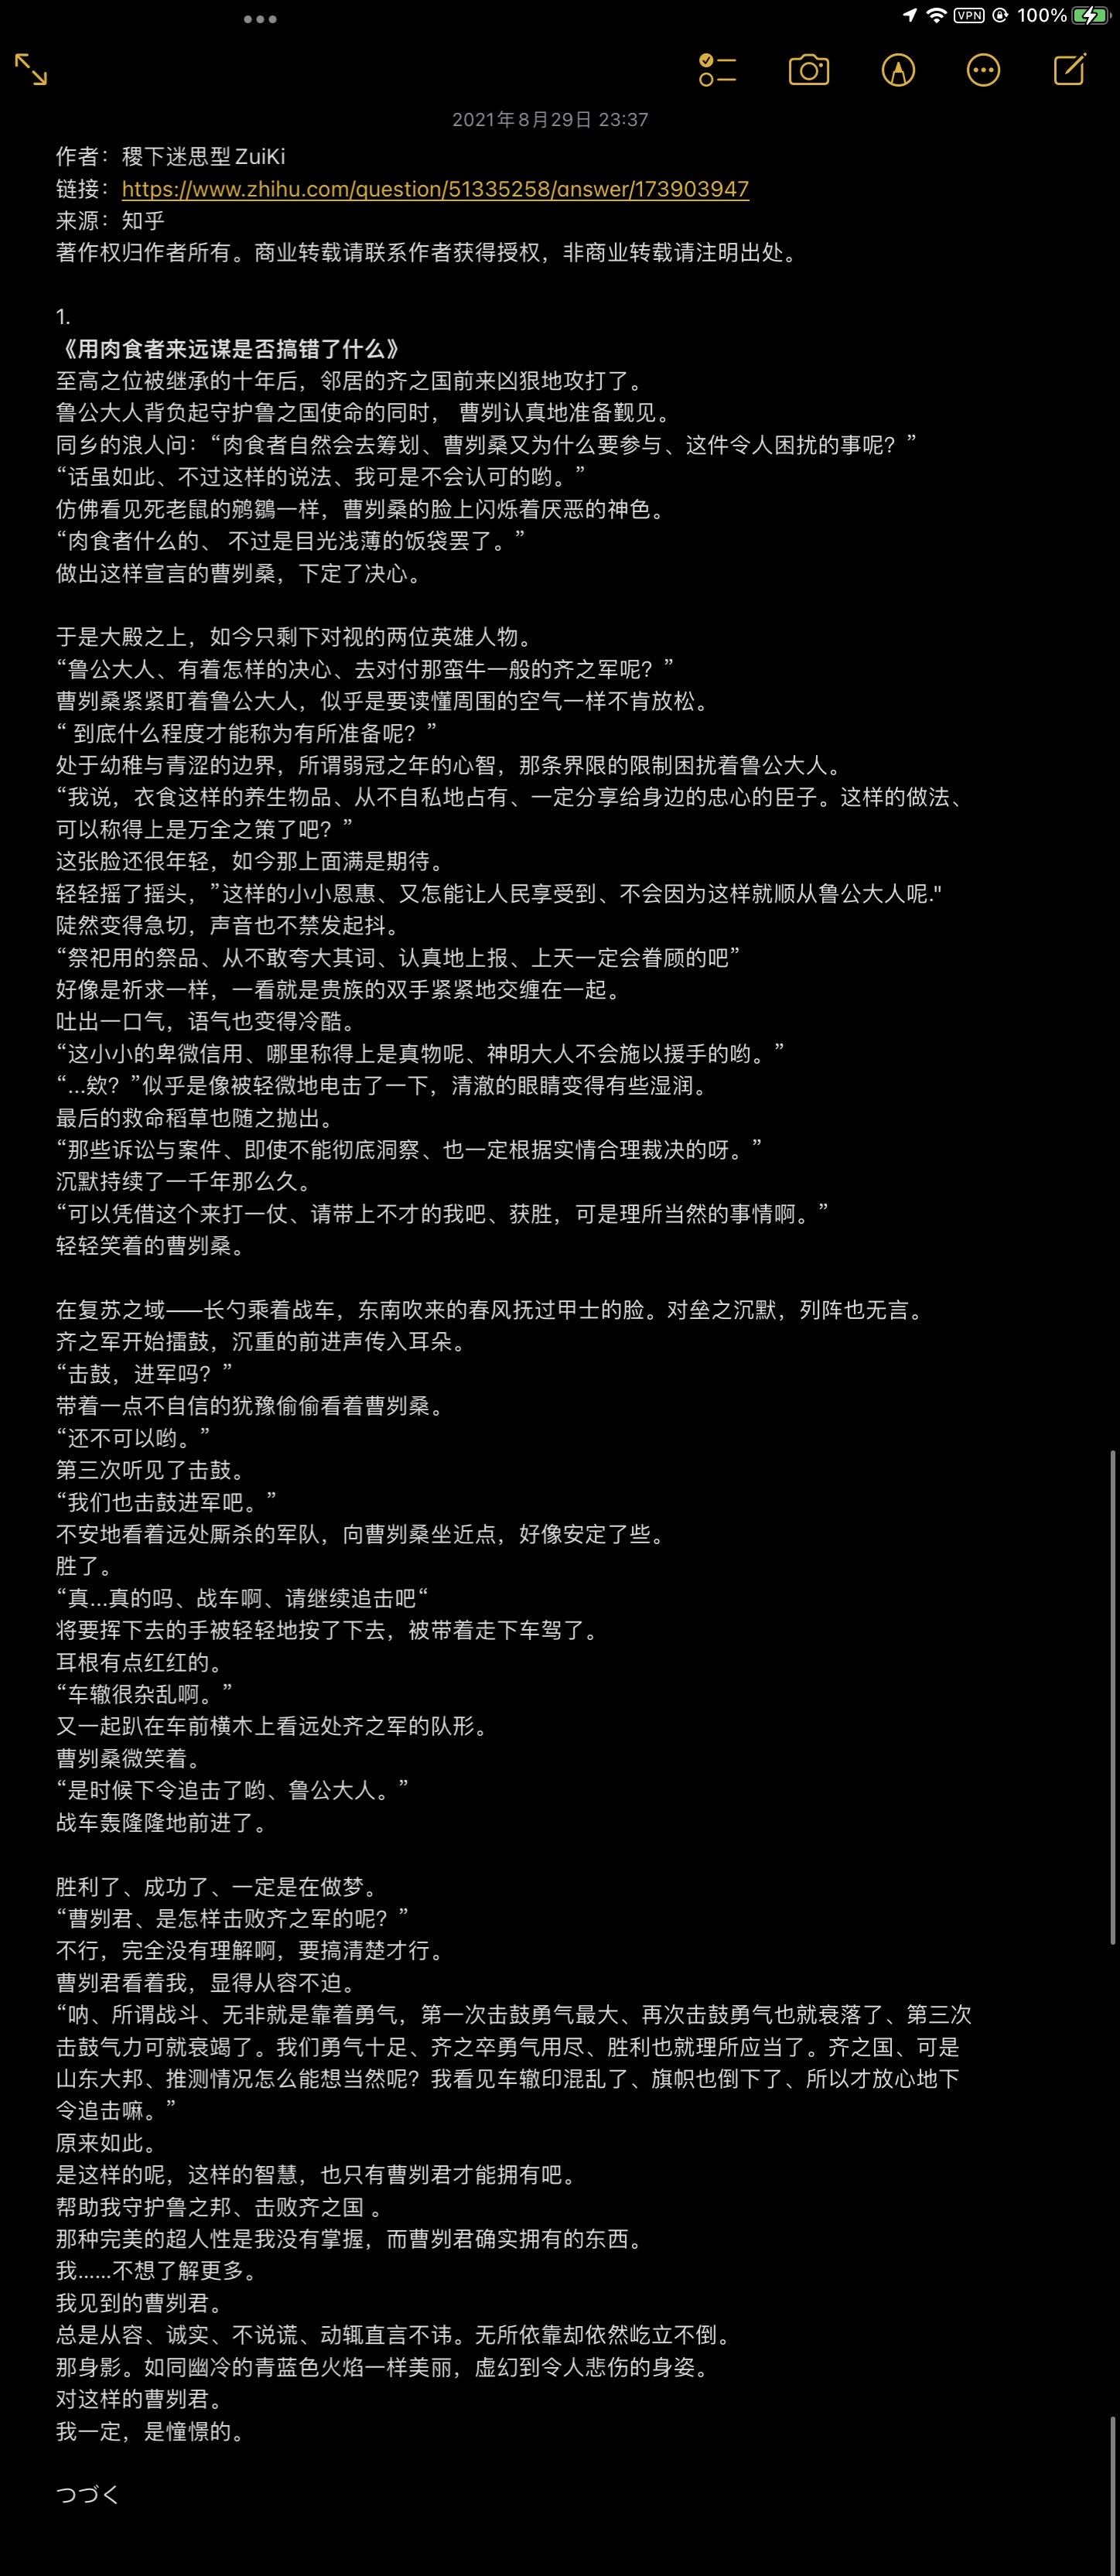 VPN 100%
2021年8月29日 23:37
作者：稷下迷思型ZuiKi
链接：https://www.zhihu.com/question/51335258/answer/173903947
来源：知乎
著作权归作者所有。商业转载请联系作者获得授权，非商业转载请注明出处。
1.
《用肉食者来远谋是否搞错了什么》
至高之位被继承的十年后，邻居的齐之国前来凶狠地攻打了。
鲁公大人背负起守护鲁之国使命的同时， 曹刿认真地准备觐见。
同乡的浪人问：“肉食者自然会去筹划、曹刿桑又为什么要参与、这件令人困扰的事呢？”
“话虽如此、不过这样的说法、我可是不会认可的哟。”
仿佛看见死老鼠的鹓鶵一样，曹刿桑的脸上闪烁着厌恶的神色。
“肉食者什么的、 不过是目光浅薄的饭袋罢了。”
做出这样宣言的曹刿桑，下定了决心。
于是大殿之上，如今只剩下对视的两位英雄人物。
“鲁公大人、有着怎样的决心、去对付那蛮牛一般的齐之军呢？”
曹刿桑紧紧盯着鲁公大人，似乎是要读懂周围的空气一样不肯放松。
“ 到底什么程度才能称为有所准备呢？”
处于幼稚与青涩的边界，所谓弱冠之年的心智，那条界限的限制困扰着鲁公大人。
“我说，衣食这样的养生物品、从不自私地占有、一定分享给身边的忠心的臣子。这样的做法、
可以称得上是万全之策了吧？”
这张脸还很年轻，如今那上面满是期待。
轻轻摇了摇头，”这样的小小恩惠、又怎能让人民享受到、不会因为这样就顺从鲁公大人呢."
陡然变得急切，声音也不禁发起抖。
“祭祀用的祭品、从不敢夸大其词、认真地上报、上天一定会眷顾的吧”
好像是祈求一样，一看就是贵族的双手紧紧地交缠在一起。
吐出一口气，语气也变得冷酷。
“这小小的卑微信用、哪里称得上是真物呢、神明大人不会施以援手的哟。”
“…欸？”似乎是像被轻微地电击了一下，清澈的眼睛变得有些湿润。
最后的救命稻草也随之抛出。
“那些诉讼与案件、即使不能彻底洞察、也一定根据实情合理裁决的呀。”
沉默持续了一千年那么久。
“可以凭借这个来打一仗、请带上不才的我吧、获胜，可是理所当然的事情啊。”
轻轻笑着的曹刿桑。
在复苏之域——长勺乘着战车，东南吹来的春风抚过甲士的脸。对垒之沉默，列阵也无言。
齐之军开始擂鼓，沉重的前进声传入耳朵。
“击鼓，进军吗？”
带着一点不自信的犹豫偷偷看着曹刿桑。
“还不可以哟。”
第三次听见了击鼓。
“我们也击鼓进军吧。”
不安地看着远处厮杀的军队，向曹刿桑坐近点，好像安定了些。
胜了。
“真…真的吗、战车啊、请继续追击吧“
将要挥下去的手被轻轻地按了下去，被带着走下车驾了。
耳根有点红红的。
“车辙很杂乱啊。”
又一起趴在车前横木上看远处齐之军的队形。
曹刿桑微笑着。
“是时候下令追击了哟、鲁公大人。”
战车轰隆隆地前进了。
胜利了、成功了、一定是在做梦。
“曹刿君、是怎样击败齐之军的呢？”
不行，完全没有理解啊，要搞清楚才行。
曹刿君看着我，显得从容不迫。
“呐、所谓战斗、无非就是靠着勇气，第一次击鼓勇气最大、再次击鼓勇气也就衰落了、第三次
击鼓气力可就衰竭了。我们勇气十足、齐之卒勇气用尽、胜利也就理所应当了。齐之国、可是
山东大邦、推测情况怎么能想当然呢？我看见车辙印混乱了、旗帜也倒下了、所以才放心地下
令追击嘛。”
原来如此。
是这样的呢，这样的智慧，也只有曹刿君才能拥有吧。
帮助我守护鲁之邦、击败齐之国 。
那种完美的超人性是我没有掌握，而曹刿君确实拥有的东西。
我……不想了解更多。
我见到的曹刿君。
总是从容、诚实、不说谎、动辄直言不讳。无所依靠却依然屹立不倒。
那身影。如同幽冷的青蓝色火焰一样美丽，虚幻到令人悲伤的身姿。
对这样的曹刿君。
我一定，是憧憬的。
つづく